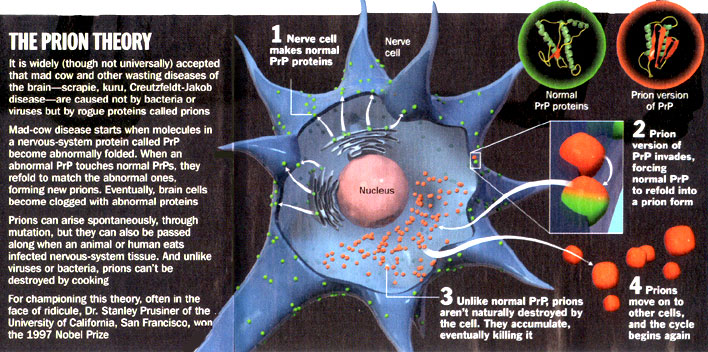 THE PRION THEORY
It is widely (though not universally) accepted
that mad cow and other wasting diseases of
the brain—scrapie, kuru, Creutzfeldt-Jakob
disease—are caused not by bacteria or
viruses but by rogue proteins called prions
Mad-cow disease starts when molecules in
a nervous-system protein called PrP
become abnormally folded. When an
abnormal PrP touches normal PrPs, they
refold to match the abnormal ones,
forming new prions. Eventually, brain cells
become clogged with abnormal proteins
Prions can arise spontaneously, through
mutation, but they can also be passed
along when an animal or human eats
infected nervous-system tissue. And unlike
viruses or bacteria, prions can't be
destroyed by cooking
For championing this theory, often in the
face of ridicule, Dr. Stanley Prusiner of the
University of California, San Francisco, won
the 1997 Nobel Prize
1 Nerve cell
makes normal
PrP proteins
Nerve
cell
Nucleus
Normal
PrP proteins
Prion version
of PrP
2 Prion
version of
PrP invades,
forcing
normal PrP
to refold into
a prion form
3 Unlike normal PrP, prions
aren't naturally destroyed by
the cell. They accumulate,
eventually killing it
4 Prions
move on to
other cells,
and the cycle
begins again